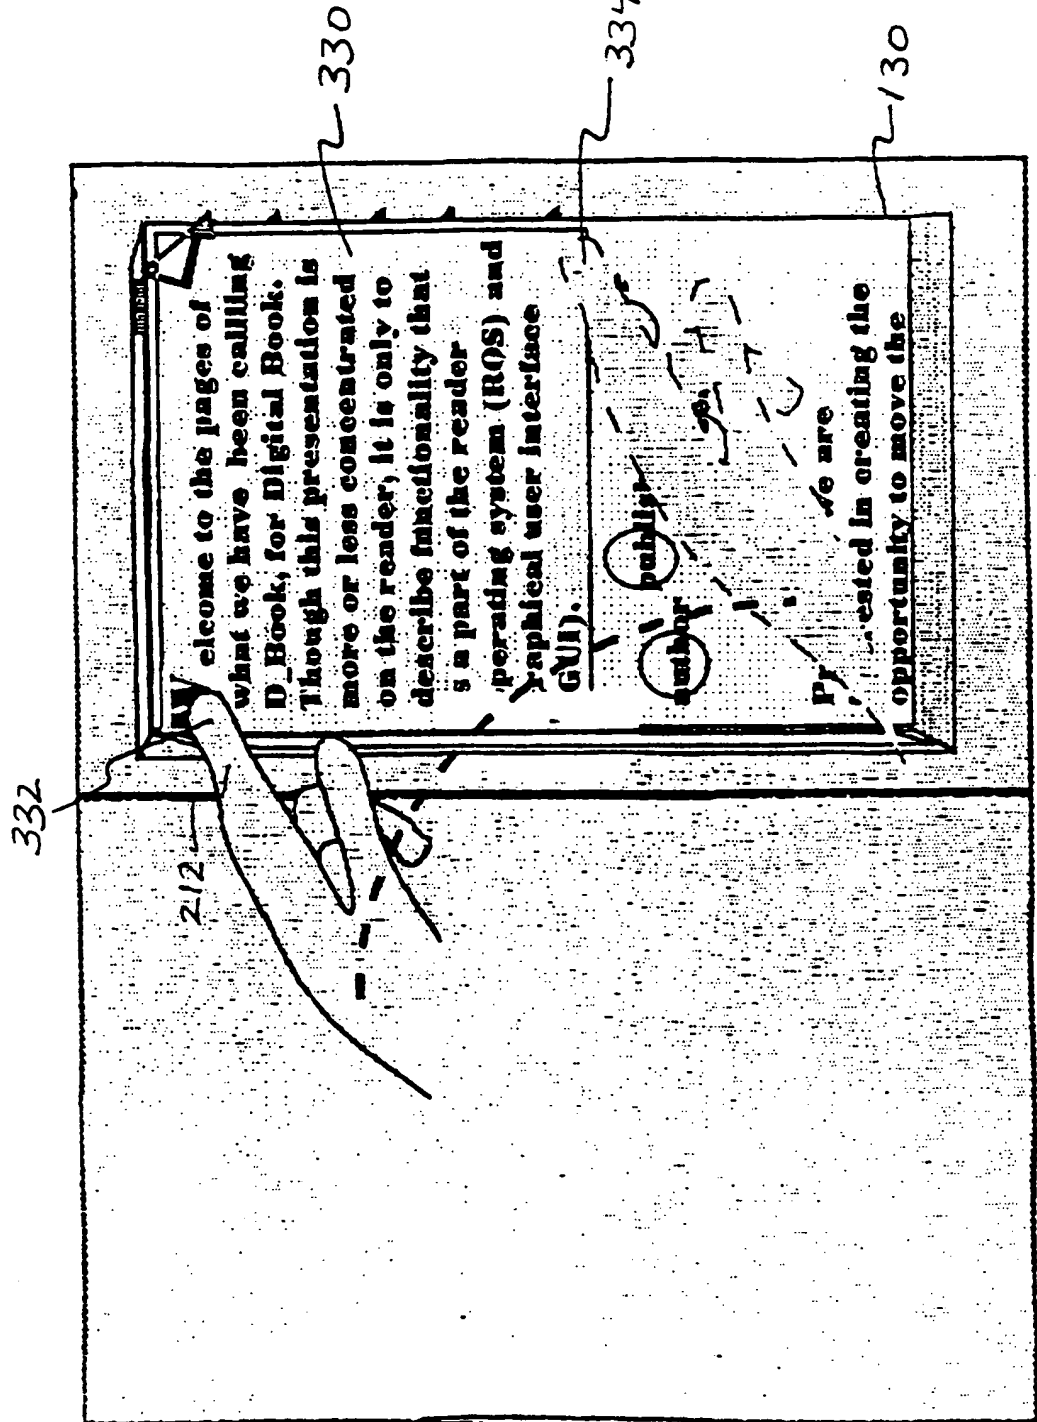 332
212
330
334
130
W
elcome to the pages of
what we have been calling
D_Book, for Digital Book.
Though this presentation is
more or less concentrated
on the reader, it is only to
describe functionality that
s a part of the reader
perating system (ROS) and
raphical user interface
GUI).
author publis
Pr
e are
ested in creating the
opportunity to move the